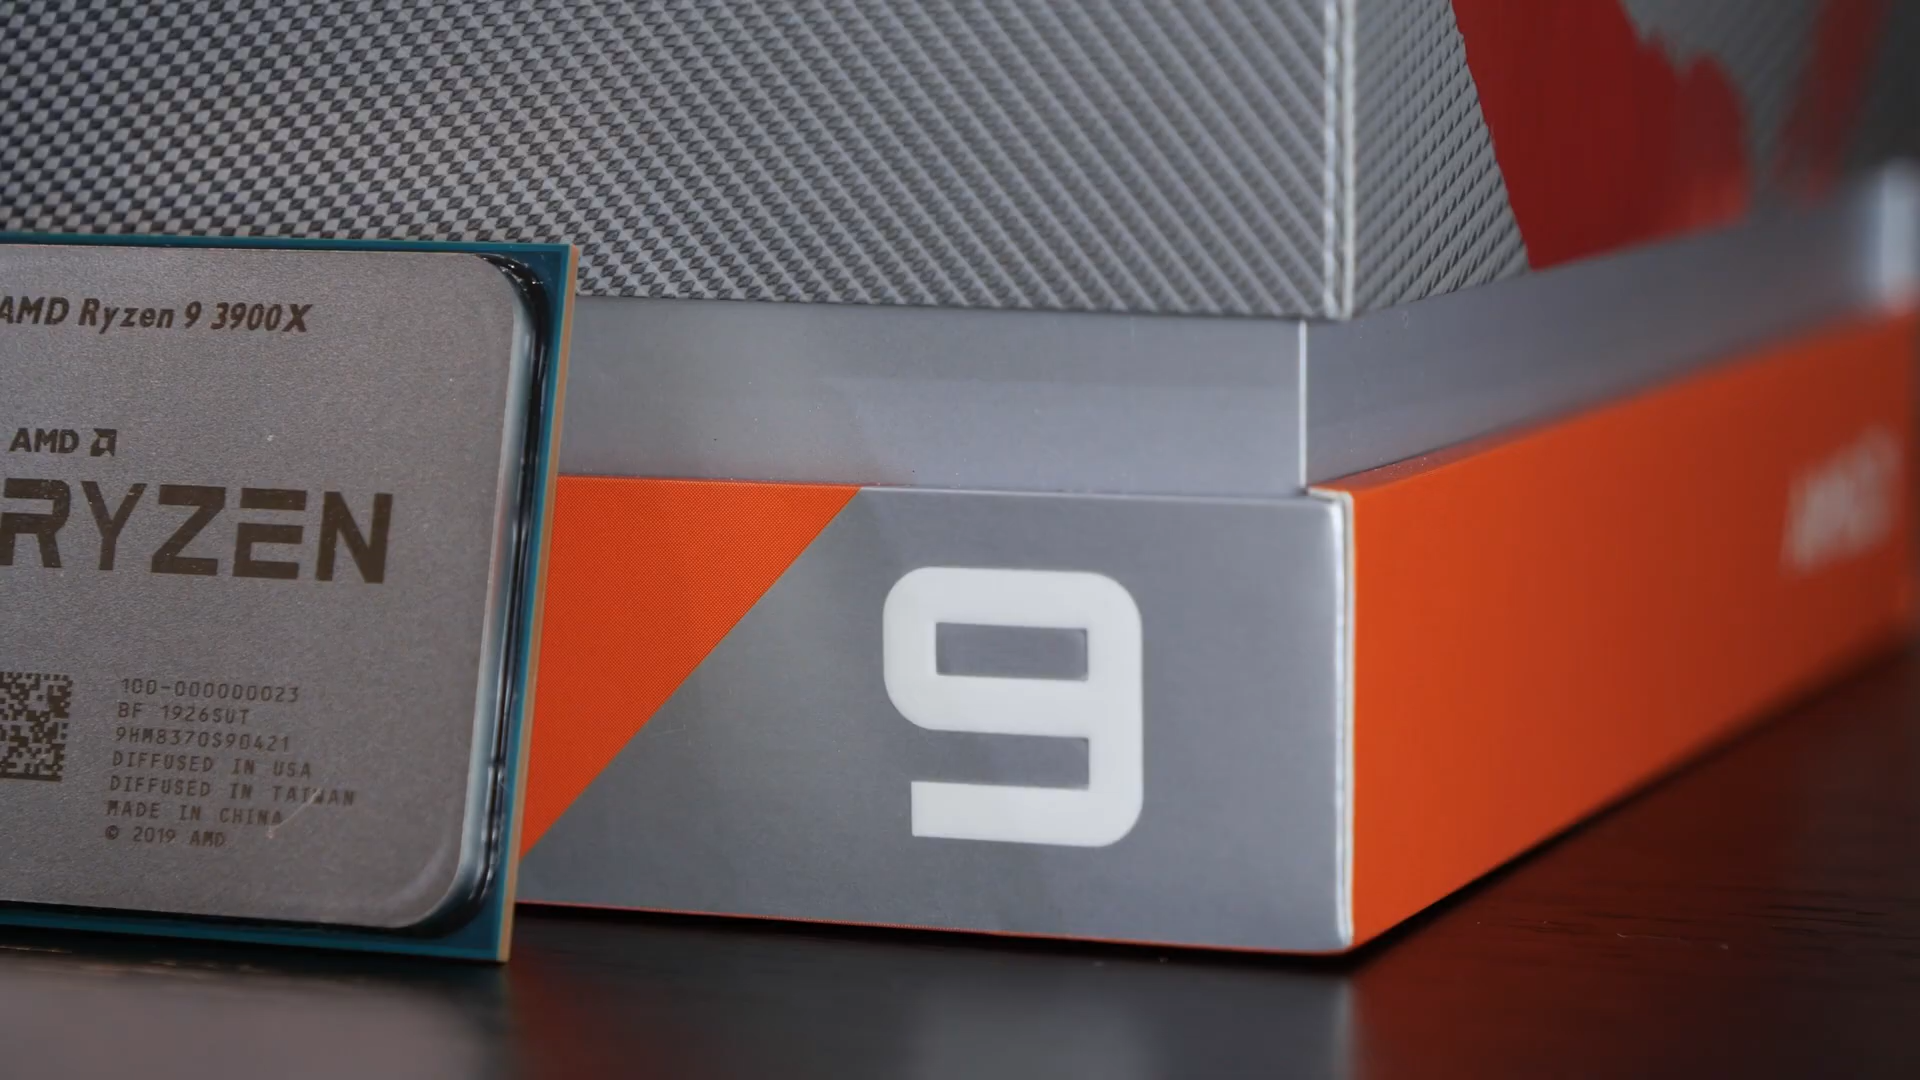 AMD Ryzen 9 3900X
AMD
RYZEN
100-000000023
BF 1926SUT
9HM8370S90421
DIFFUSED IN USA
DIFFUSED IN TAIWAN
MADE IN CHINA
© 2019 AMD
9